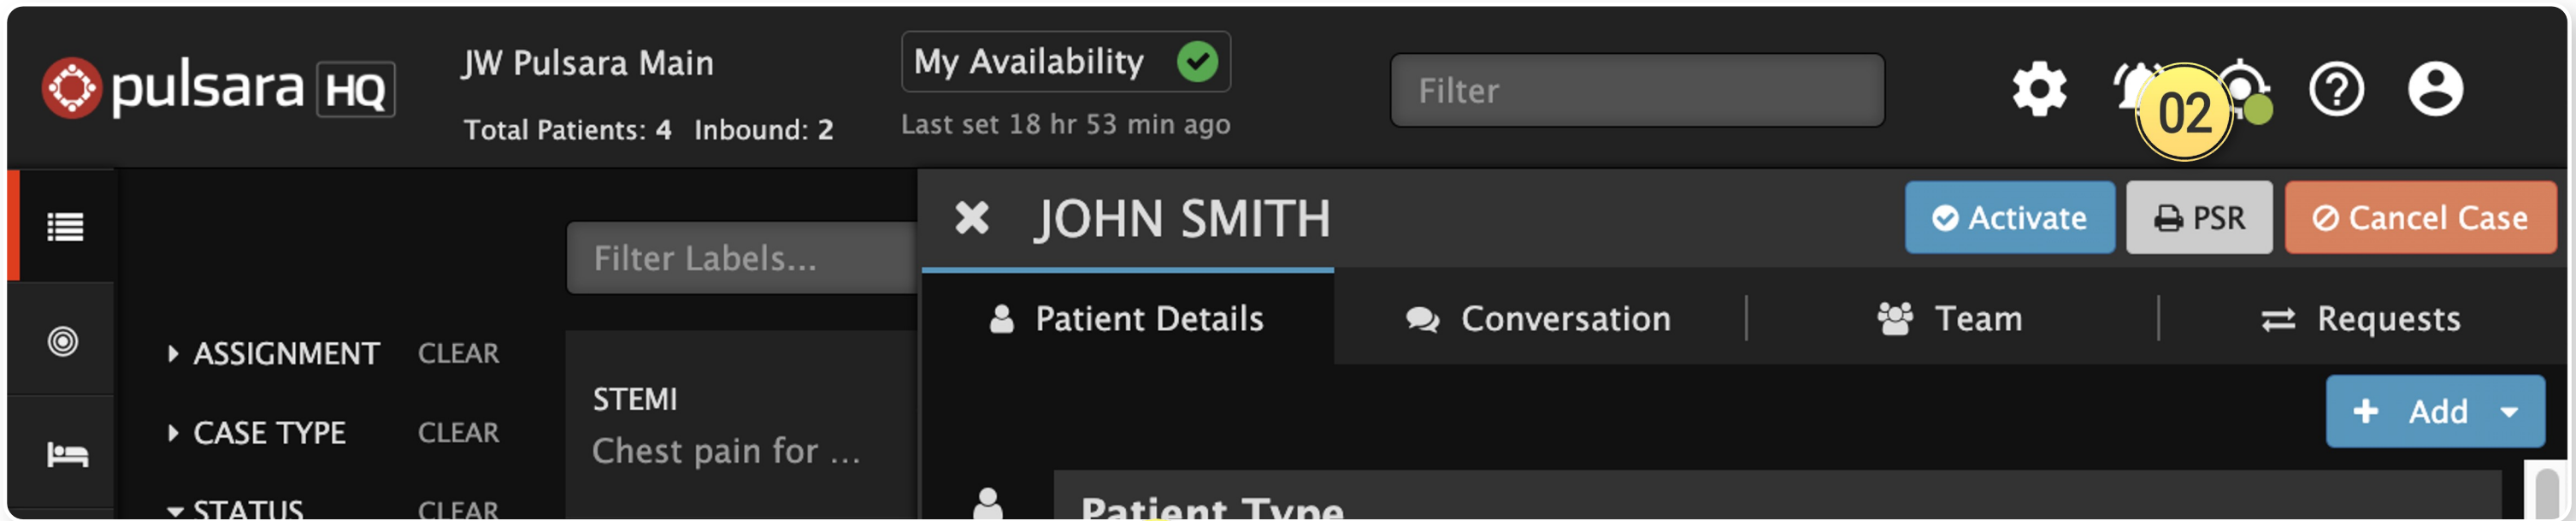 pulsara HQ
JW Pulsara Main
Total Patients: 4 Inbound: 2
My Availability
Last set 18 hr 53 min ago
Filter
02
JOHN SMITH
Activate
PSR
Cancel Case
Filter Labels...
Patient Details
Conversation
Team
Requests
ASSIGNMENT CLEAR
CASE TYPE CLEAR
STATUS CLEAR
STEMI
Chest pain for ...
+ Add
Patient Type